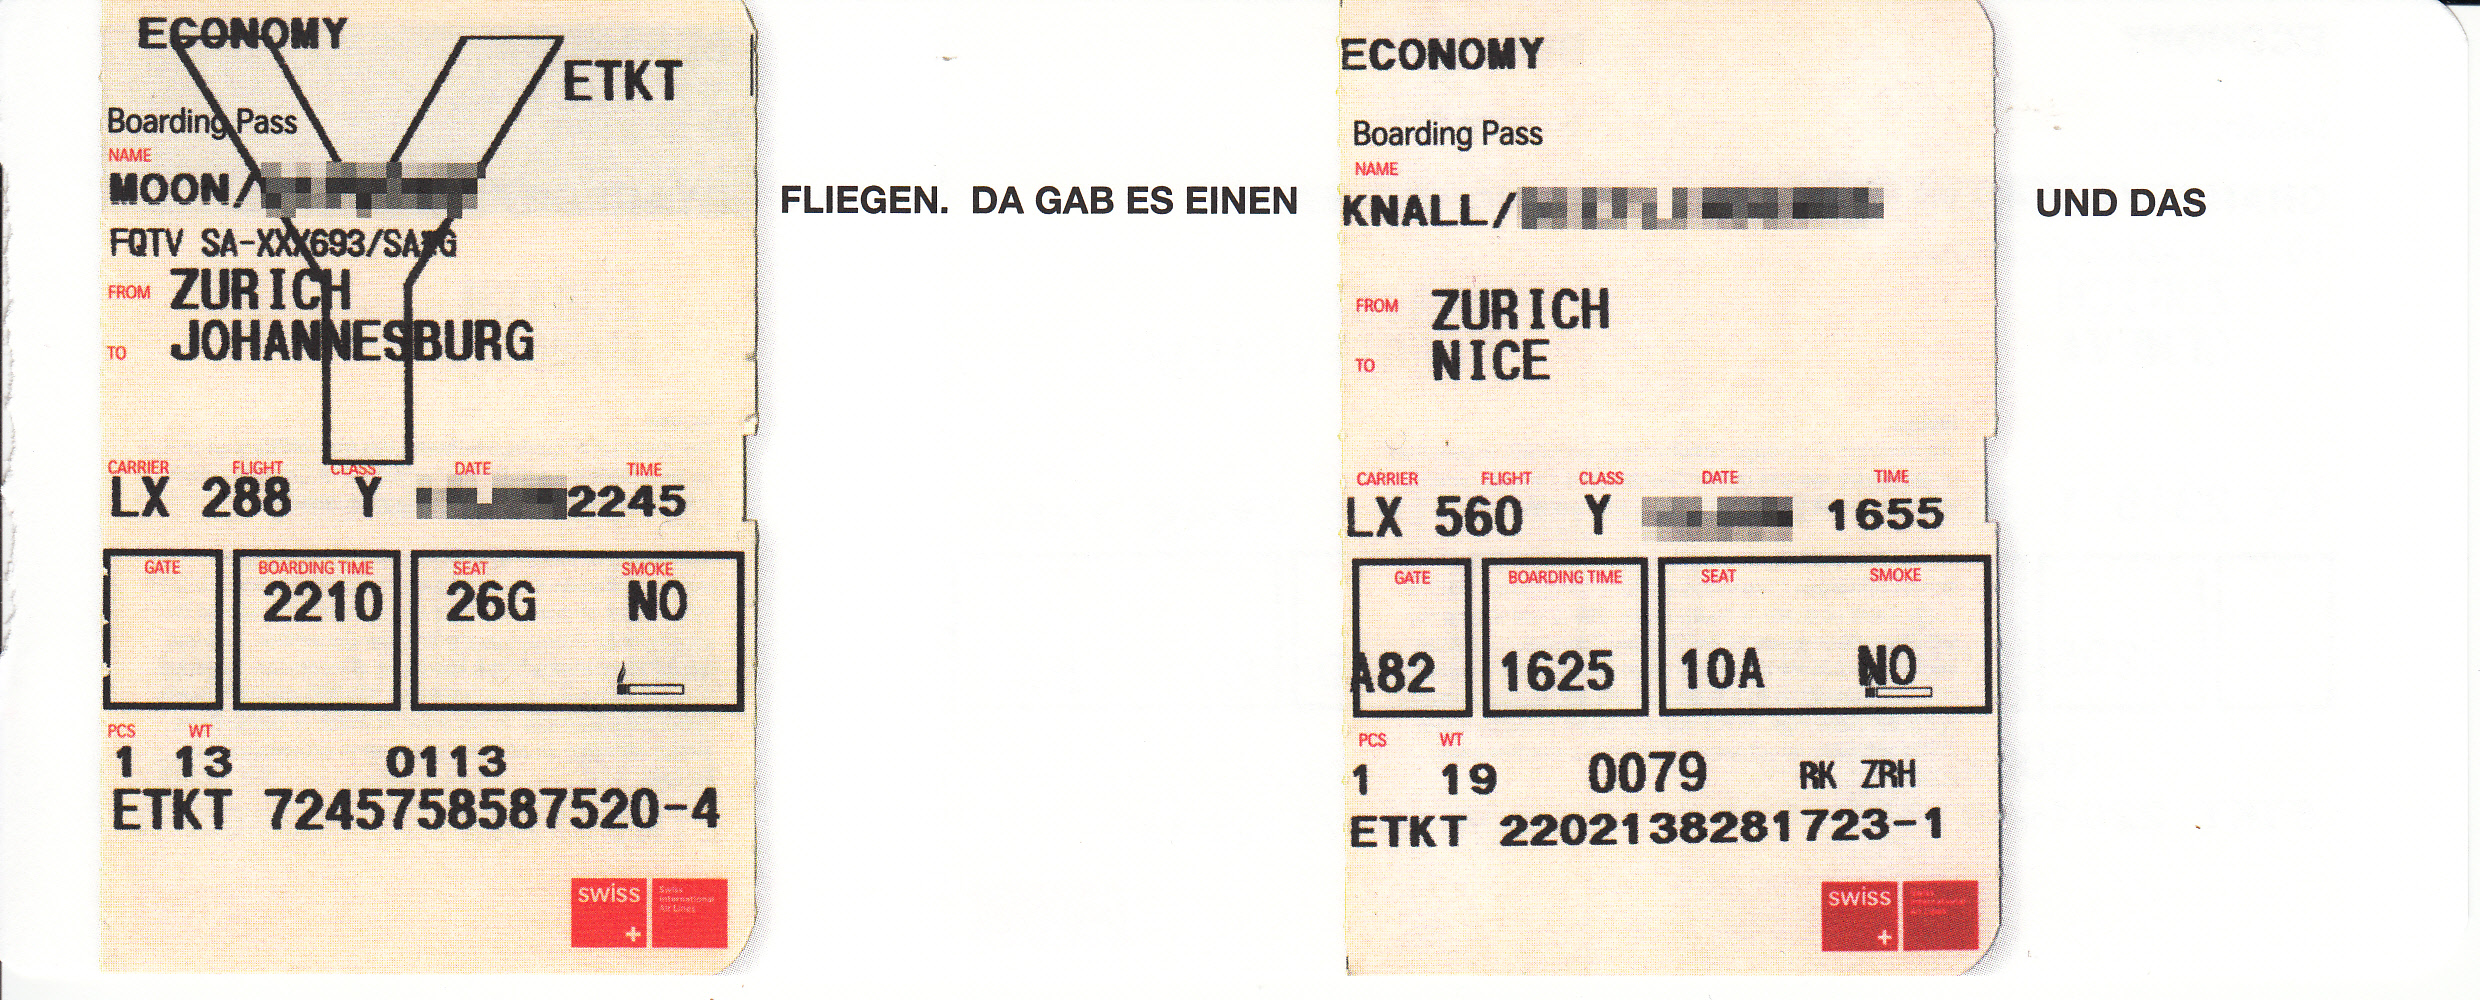 ECONOMY
ETKT
Boarding Pass
NAME
MOON/
FQTV SA-XXX693/SA*G
FROM ZURICH
TO JOHANNESBURG
CARRIER FLIGHT CLASS DATE TIME
LX 288 Y 2245
GATE BOARDING TIME SEAT SMOKE
2210 26G NO
PCS WT
1 13 0113
ETKT 7245758587520-4
swiss Swiss
International
Air Lines
FLIEGEN. DA GAB ES EINEN
ECONOMY
Boarding Pass
NAME
KNALL/
FROM ZURICH
TO NICE
CARRIER FLIGHT CLASS DATE TIME
LX 560 Y 1655
GATE BOARDING TIME SEAT SMOKE
A82 1625 10A NO
PCS WT
1 19 0079 RK ZRH
ETKT 2202138281723-1
swiss
UND DAS